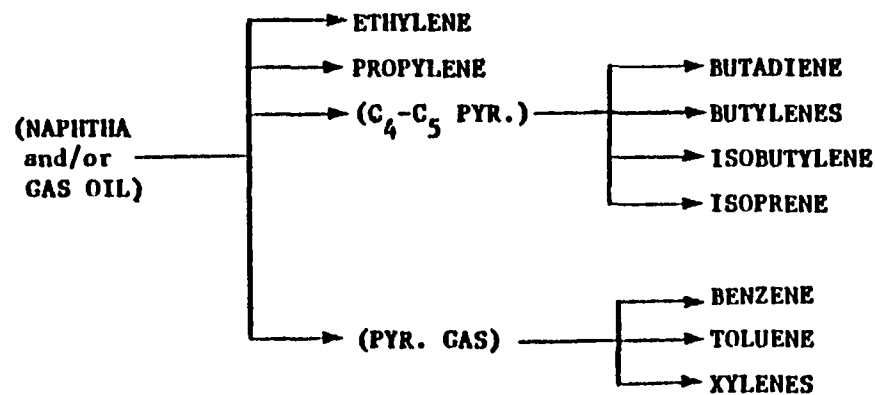 ETHYLENE
PROPYLENE
(C4-C5 PYR.)
BUTADIENE
BUTYLENES
ISOBUTYLENE
ISOPRENE
(NAPHTHA
and/or
GAS OIL)
(PYR. GAS)
BENZENE
TOLUENE
XYLENES